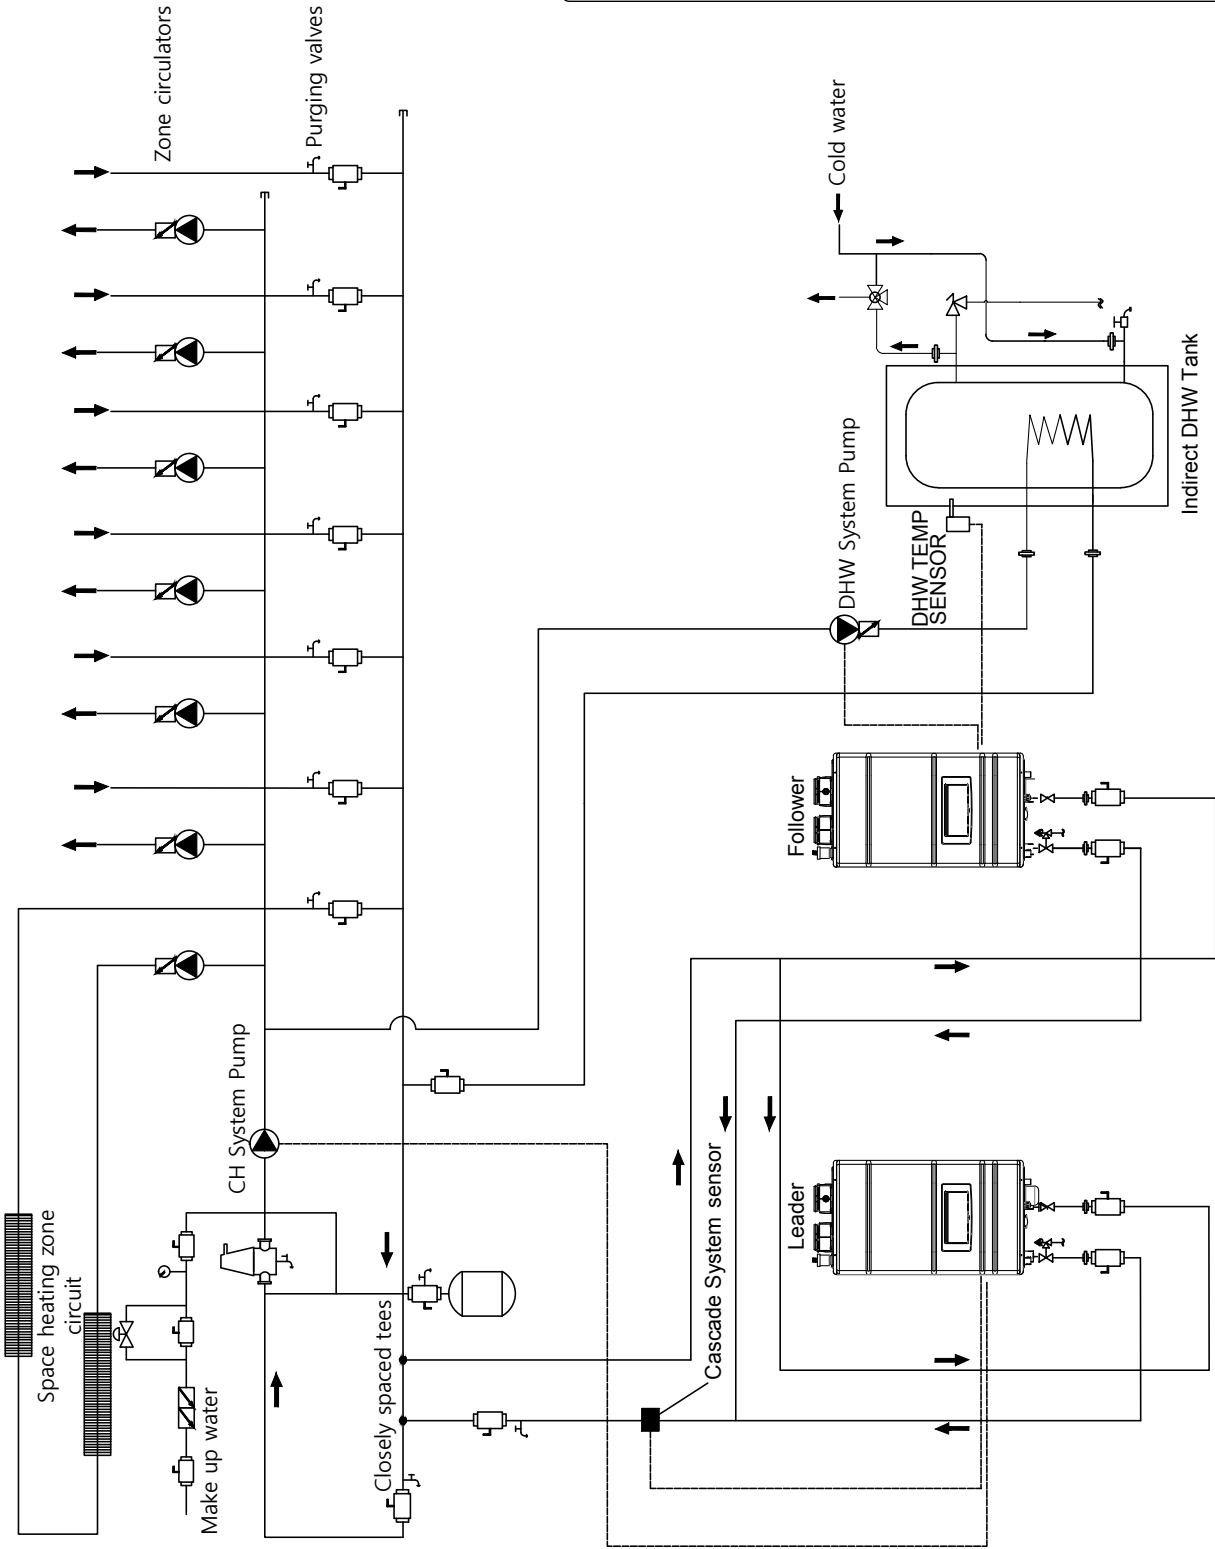 Zone circulators
Purging valves
Cold water
Indirect DHW Tank
DHW System Pump
DHW TEMP
SENSOR
Follower
CH System Pump
Space heating zone
circuit
Make up water
Closely spaced tees
Cascade System sensor
Leader